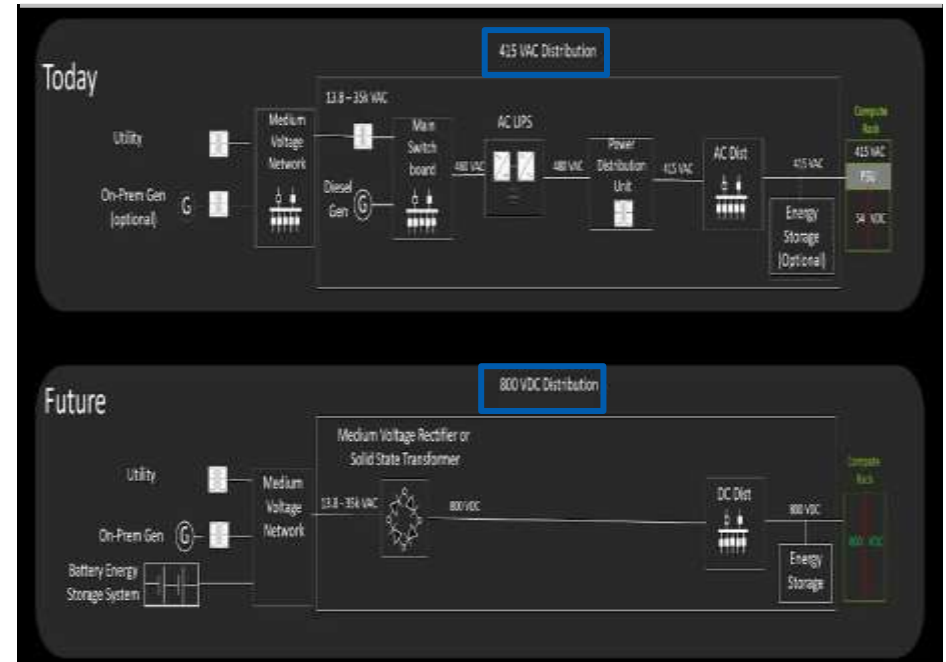 415 VAC Distribution
Today
13.8 – 35k VAC
Utility
Medium
Voltage
Network
Main
Switch
board
AC UPS
Power
Distribution
Unit
AC Dist
Compute
Rack
415 VAC
PSU
54 VDC
480 VAC
480 VAC
415 VAC
415 VAC
On-Prem Gen
(optional)
G
Diesel
Gen
G
Energy
Storage
(Optional)
800 VDC Distribution
Future
Medium Voltage Rectifier or
Solid State Transformer
Utility
Medium
Voltage
Network
13.8 - 35k VAC
800 VDC
DC Dist
800 VDC
Compute
Rack
800 VDC
On-Prem Gen
G
Battery Energy
Storage System
Energy
Storage